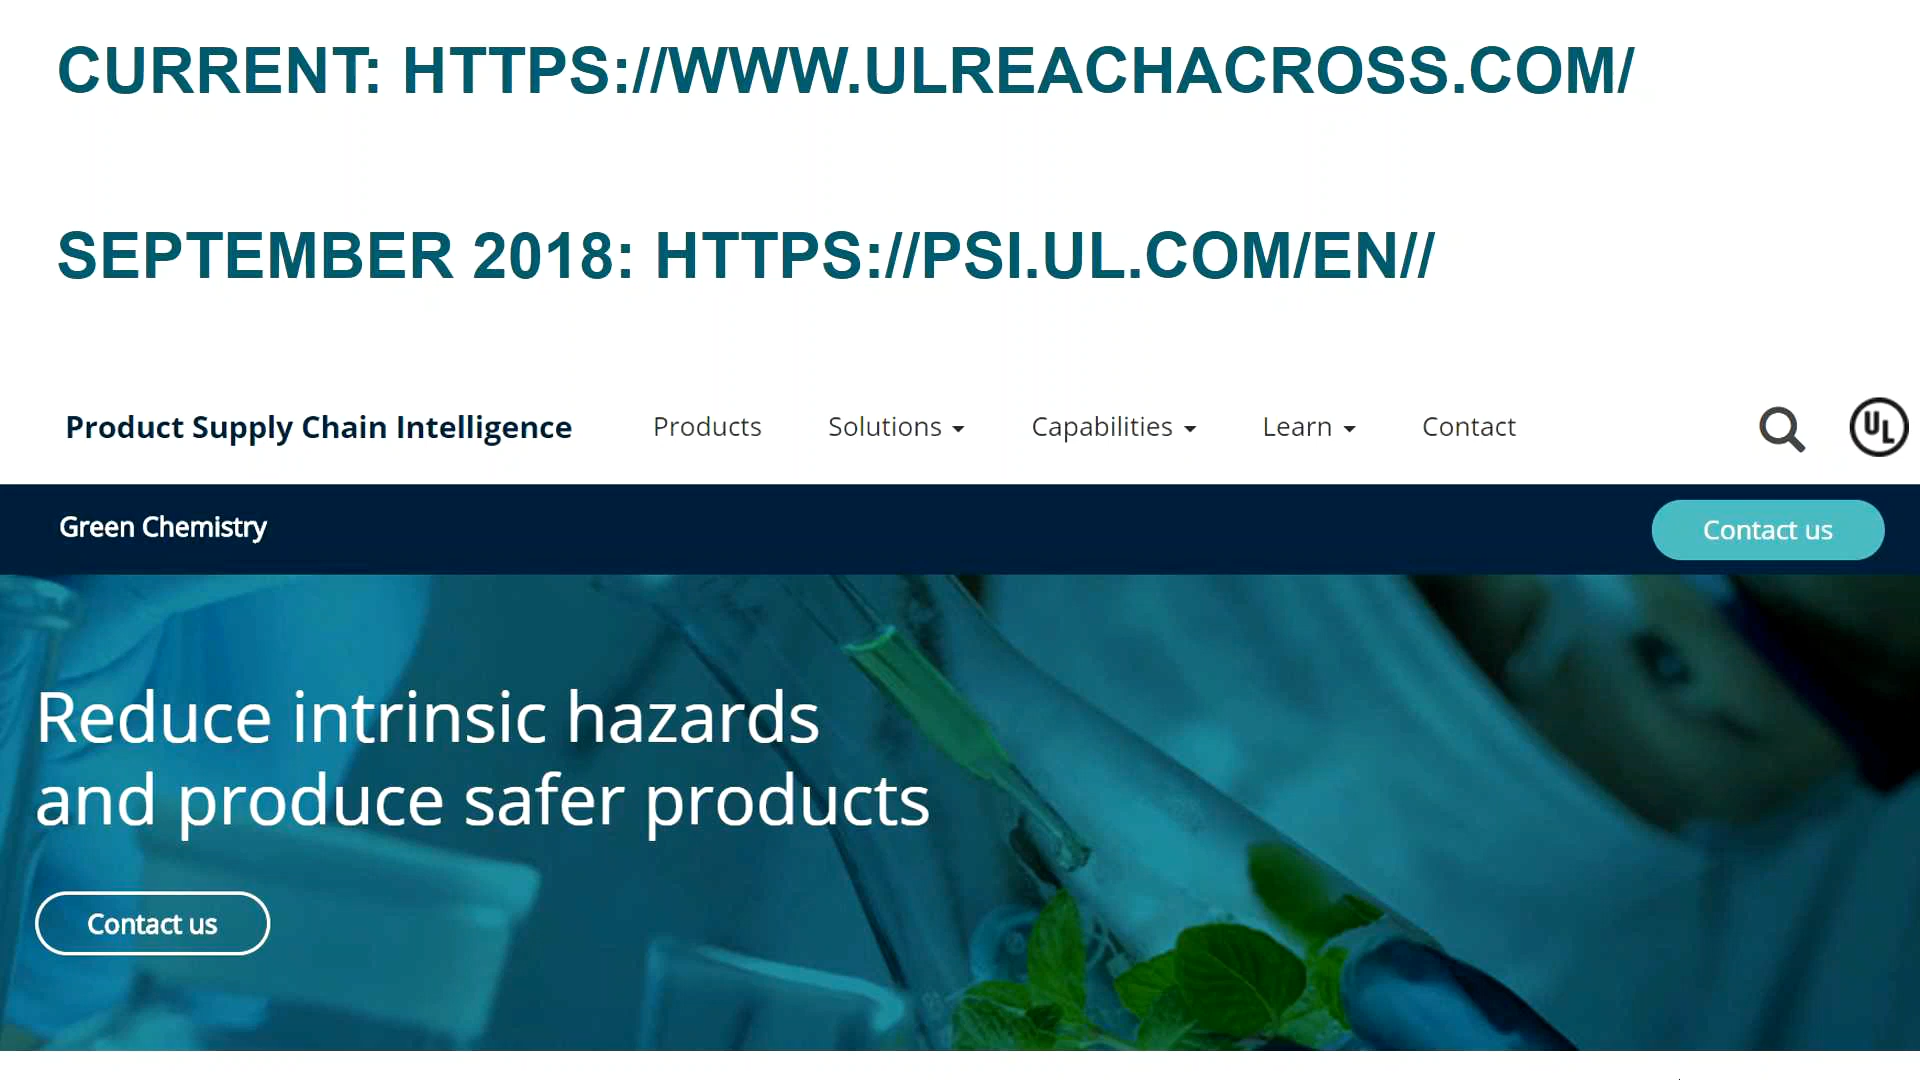 CURRENT: HTTPS://WWW.ULREACHACROSS.COM/
SEPTEMBER 2018: HTTPS://PSI.UL.COM/EN//
Product Supply Chain Intelligence Products Solutions Capabilities Learn Contact UL
Green Chemistry Contact us
Reduce intrinsic hazards
and produce safer products
Contact us